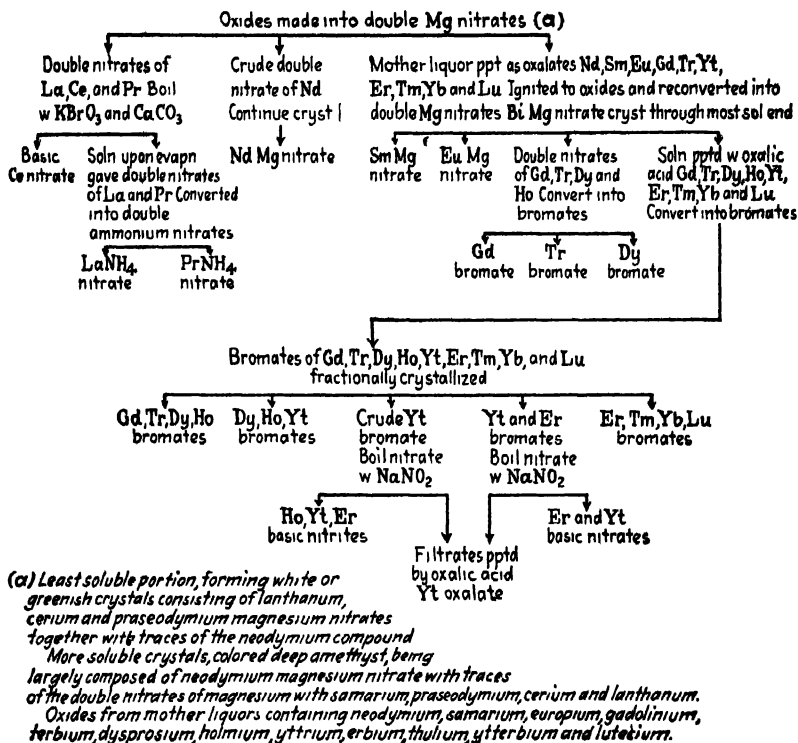 Oxides made into double Mg nitrates (a)
Double nitrates of
La, Ce, and Pr Boil
w KBrO3 and CaCO3
Crude double
nitrate of Nd
Continue cryst
Mother liquor ppt as oxalates Nd, Sm, Eu, Gd, Tr, Yt,
Er, Tm, Yb and Lu Ignited to oxides and reconverted into
double Mg nitrates Bi Mg nitrate cryst through most sol end
Basic
Ce nitrate
Soln upon evapn
gave double nitrates
of La and Pr Converted
into double
ammonium nitrates
Nd Mg nitrate
Sm Mg
nitrate
Eu Mg
nitrate
Double nitrates
of Gd, Tr, Dy and
Ho Convert into
bromates
Soln pptd w oxalic
acid Gd, Tr, Dy, Ho, Yt,
Er, Tm, Yb and Lu
Convert into bromates
LaNH4
nitrate
PrNH4
nitrate
Gd
bromate
Tr
bromate
Dy
bromate
Bromates of Gd, Tr, Dy, Ho, Yt, Er, Tm, Yb, and Lu
fractionally crystallized
Gd, Tr, Dy, Ho
bromates
Dy, Ho, Yt
bromates
Crude Yt
bromate
Boil nitrate
w NaNO2
Yt and Er
bromates
Boil nitrate
w NaNO2
Er, Tm, Yb, Lu
bromates
Ho, Yt, Er
basic nitrites
Filtrates pptd
by oxalic acid
Yt oxalate
Er and Yt
basic nitrates
(a) Least soluble portion, forming white or
greenish crystals consisting of lanthanum,
cerium and praseodymium magnesium nitrates
together with traces of the neodymium compound
More soluble crystals, colored deep amethyst, being
largely composed of neodymium magnesium nitrate with traces
of the double nitrates of magnesium with samarium, praseodymium, cerium and lanthanum.
Oxides from mother liquors containing neodymium, samarium, europium, gadolinium,
terbium, dysprosium, holmium, yttrium, erbium, thulium, ytterbium and lutecium.